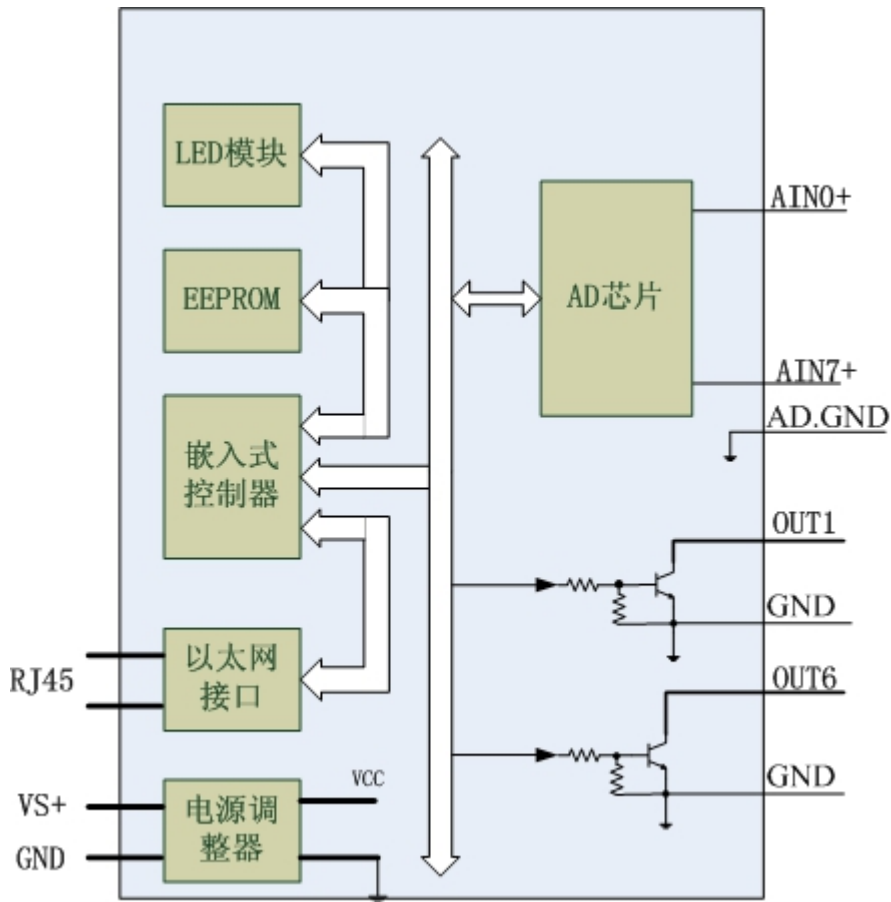 LED模块
EEPROM
嵌入式
控制器
以太网
接口
RJ45
电源调
整器
VS+
GND
VCC
AD芯片
AIN0+
AIN7+
AD.GND
OUT1
GND
OUT6
GND